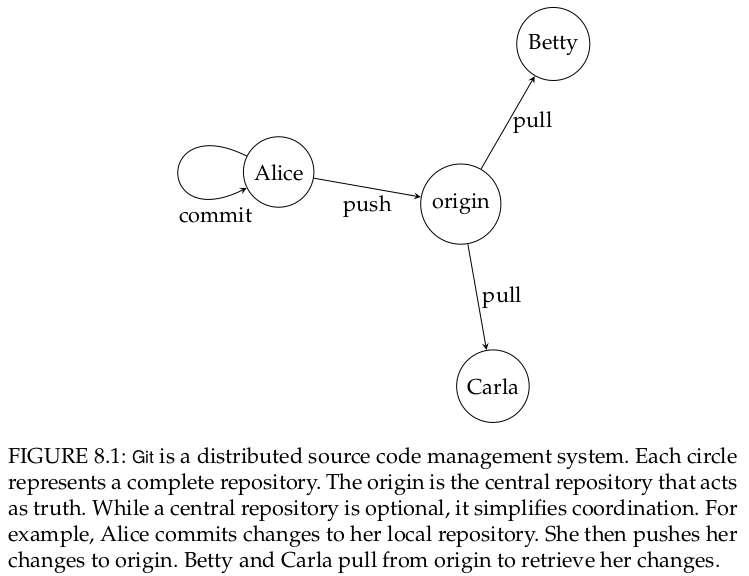 Betty
pull
Alice
commit
push
origin
pull
Carla
FIGURE 8.1: Git is a distributed source code management system. Each circle
represents a complete repository. The origin is the central repository that acts
as truth. While a central repository is optional, it simplifies coordination. For
example, Alice commits changes to her local repository. She then pushes her
changes to origin. Betty and Carla pull from origin to retrieve her changes.